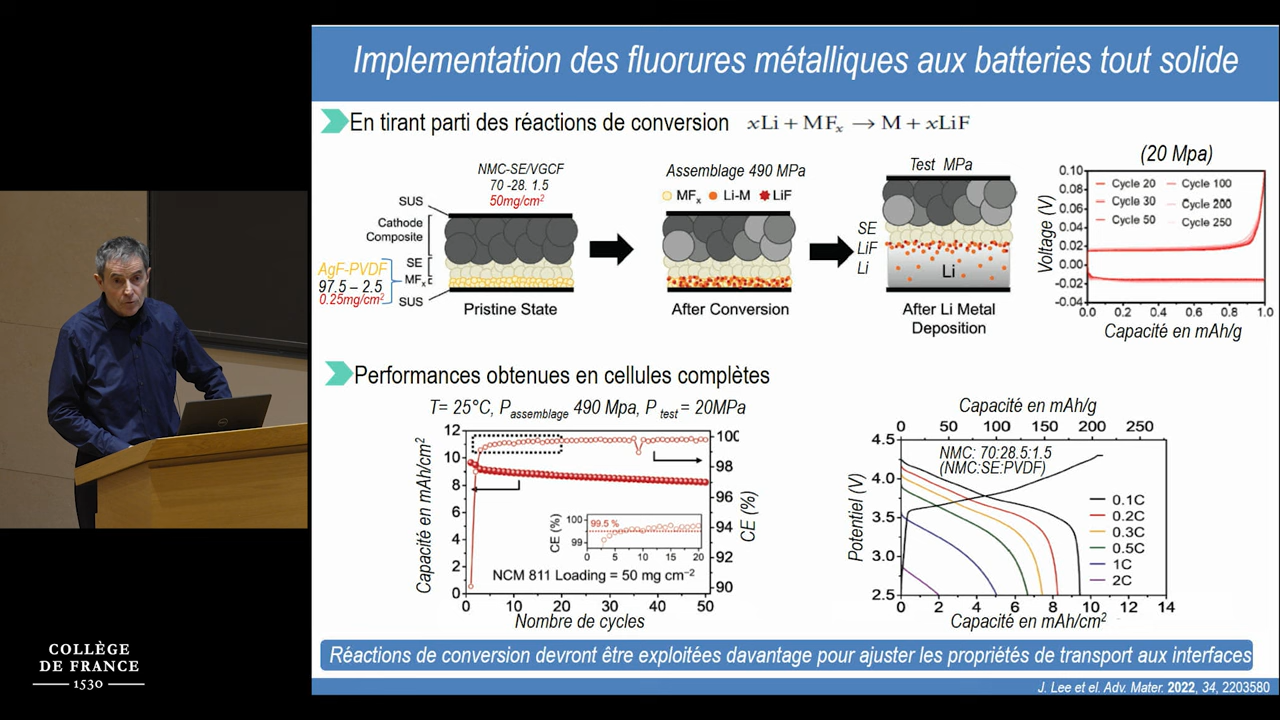 Implementation des fluorures métalliques aux batteries tout solide
En tirant parti des réactions de conversion xLi + MFx → M + xLiF
NMC-SE/VGCF
70 -28. 1.5
50mg/cm2
SUS
Cathode
Composite
SE
MFx
SUS
AgF-PVDF
97.5 – 2.5
0.25mg/cm2
Pristine State
Assemblage 490 MPa
MFx Li-M LiF
After Conversion
Test MPa
SE
LiF
Li
Li
After Li Metal
Deposition
(20 Mpa)
Voltage (V)
0.10
0.08
0.06
0.04
0.02
0.00
-0.02
-0.04
Cycle 20 Cycle 100
Cycle 30 Cycle 200
Cycle 50 Cycle 250
0.0 0.2 0.4 0.6 0.8 1.0
Capacité en mAh/g
Performances obtenues en cellules complètes
T= 25°C, Passemblage 490 Mpa, P test = 20MPa
Capacité en mAh/cm2
12
10
8
6
4
2
0
100
98
96
94
92
90
CE (%)
CE (%)
100
99
99.5 %
0 5 10 15 20
NCM 811 Loading = 50 mg cm−2
0 10 20 30 40 50
Nombre de cycles
Capacité en mAh/g
0 50 100 150 200 250
Potentiel (V)
4.5
4.0
3.5
3.0
2.5
NMC: 70:28.5:1.5
(NMC:SE:PVDF)
0.1C
0.2C
0.3C
0.5C
1C
2C
0 2 4 6 8 10 12 14
Capacité en mAh/cm2
Réactions de conversion devront être exploitées davantage pour ajuster les propriétés de transport aux interfaces
J. Lee et el. Adv. Mater. 2022, 34, 2203580
COLLÈGE
DE FRANCE
1530